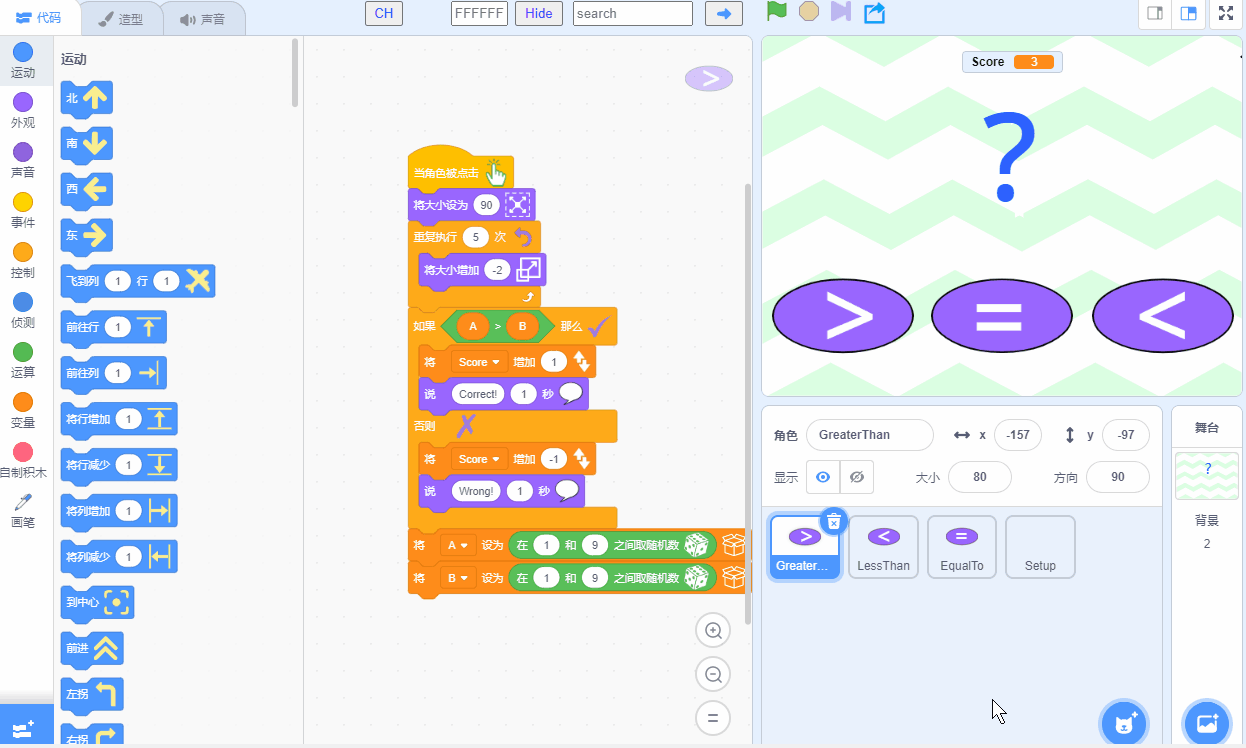 代码
造型
声音
CH
FFFFFF
Hide
search
运动
外观
声音
事件
控制
侦测
运算
变量
自制积木
画笔
运动
北
南
西
东
飞到列 1 行 1
前往行 1
前往列 1
将行增加 1
将行减少 1
将列增加 1
将列减少 1
到中心
前进
左拐
右拐
>
当角色被点击
将大小设为 90
重复执行 5 次
将大小增加 -2
如果 A > B 那么
将 Score 增加 1
说 Correct! 1 秒
否则
将 Score 增加 -1
说 Wrong! 1 秒
将 A 设为 在 1 和 9 之间取随机数
将 B 设为 在 1 和 9 之间取随机数
Score 3
?
> = <
角色 GreaterThan x -157 y -97
显示 大小 80 方向 90
> < =
Greater... LessThan EqualTo Setup
舞台
?
背景
2